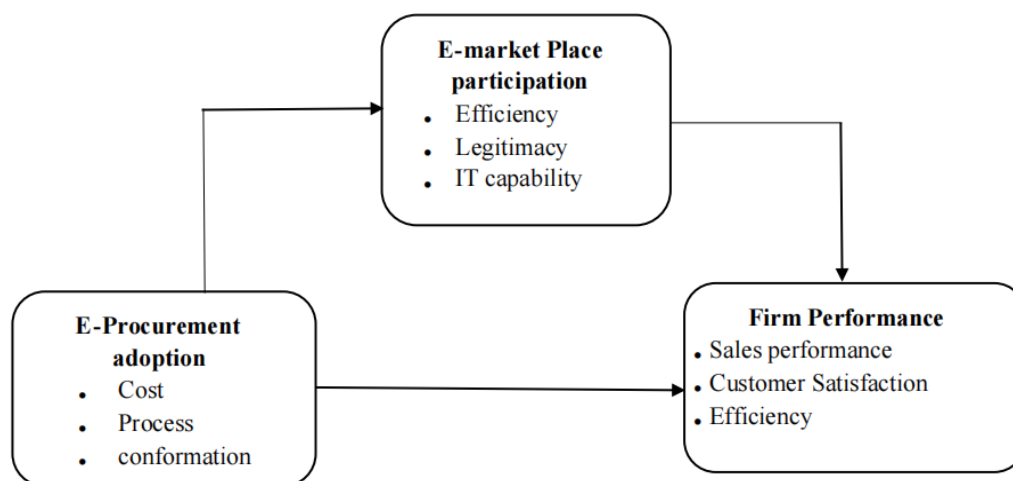 E-market Place
participation
• Efficiency
• Legitimacy
• IT capability
E-Procurement
adoption
• Cost
• Process
• conformation
Firm Performance
• Sales performance
• Customer Satisfaction
• Efficiency